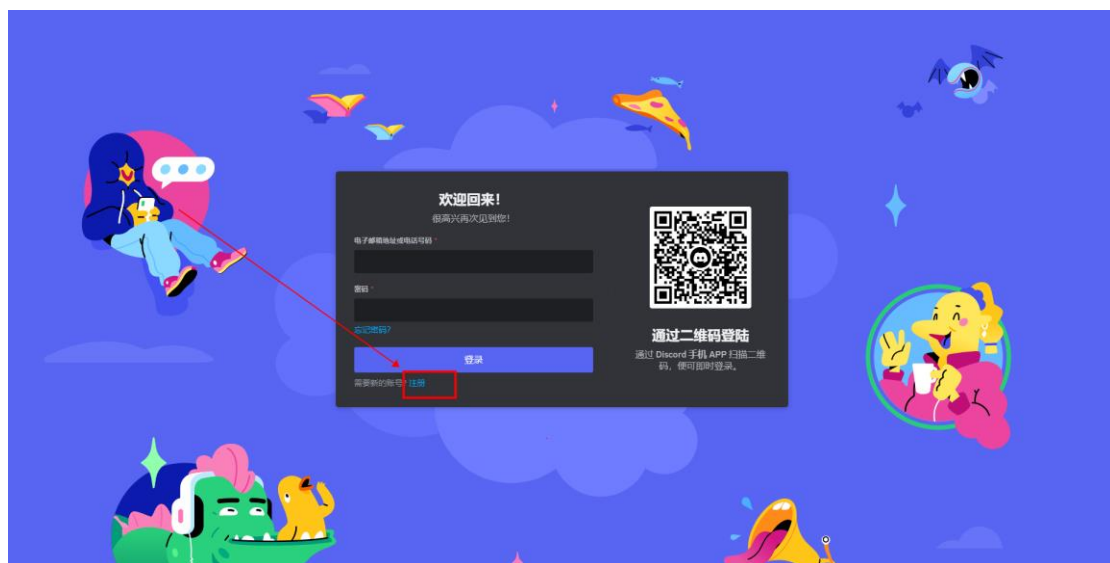 欢迎回来!
很高兴再次见到您!
电子邮箱地址或电话号码 *
密码 *
忘记密码?
登录
需要新的账号? 注册
通过二维码登陆
通过 Discord 手机 APP 扫描二维
码，便可即时登录。